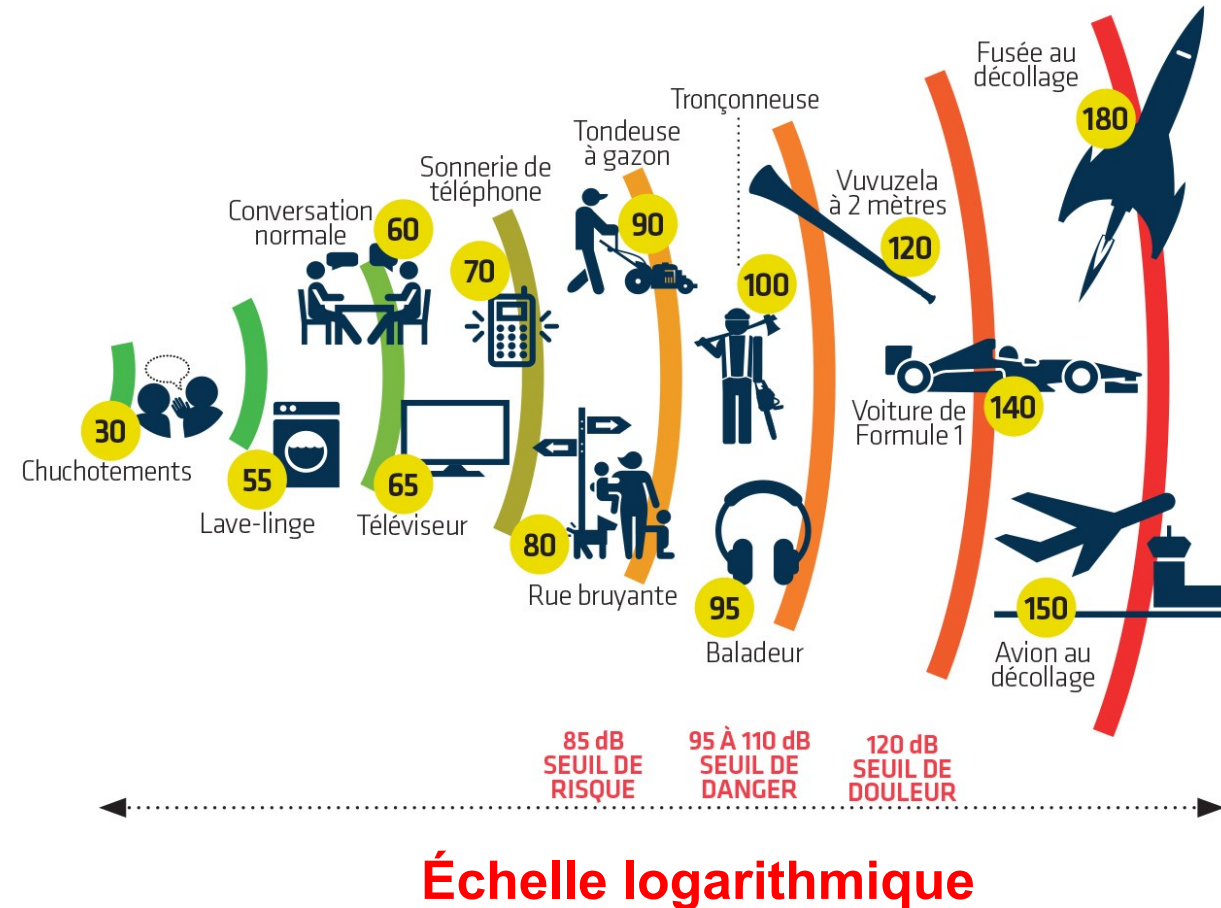 30
Chuchotements
55
Lave-linge
Conversation
normale
60
65
Téléviseur
Sonnerie de
téléphone
70
80
Rue bruyante
Tondeuse
à gazon
90
Tronçonneuse
100
95
Baladeur
Vuvuzela
à 2 mètres
120
Voiture de
Formule 1
140
Fusée au
décollage
180
150
Avion au
décollage
85 dB
SEUIL DE
RISQUE
95 À 110 dB
SEUIL DE
DANGER
120 dB
SEUIL DE
DOULEUR
Échelle logarithmique